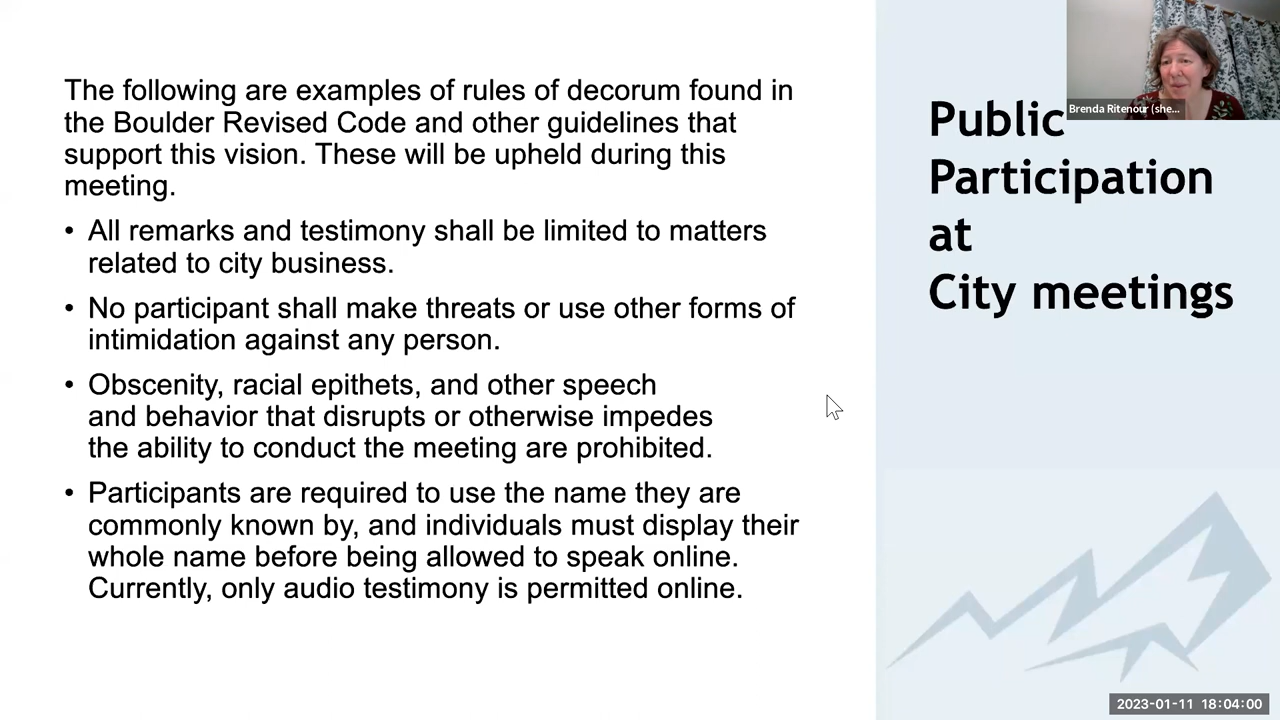 The following are examples of rules of decorum found in
the Boulder Revised Code and other guidelines that
support this vision. These will be upheld during this
meeting.
• All remarks and testimony shall be limited to matters
related to city business.
• No participant shall make threats or use other forms of
intimidation against any person.
• Obscenity, racial epithets, and other speech
and behavior that disrupts or otherwise impedes
the ability to conduct the meeting are prohibited.
• Participants are required to use the name they are
commonly known by, and individuals must display their
whole name before being allowed to speak online.
Currently, only audio testimony is permitted online.
Brenda Ritenour (she...
Public
Participation
at
City meetings
2023-01-11 18:04:00